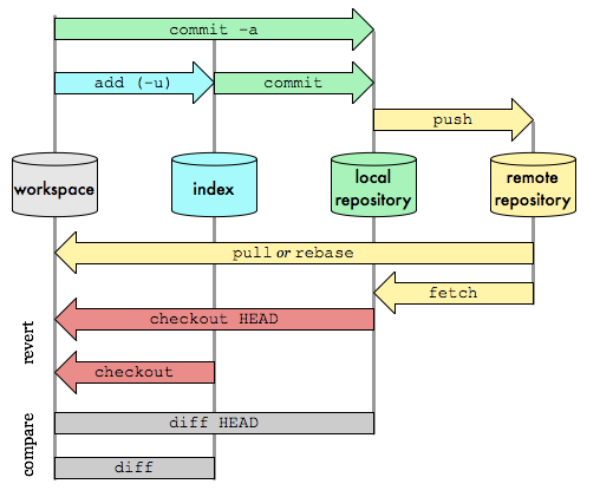 commit -a
add (-u)
commit
push
workspace
index
local
repository
remote
repository
pull or rebase
fetch
revert
checkout HEAD
checkout
compare
diff HEAD
diff